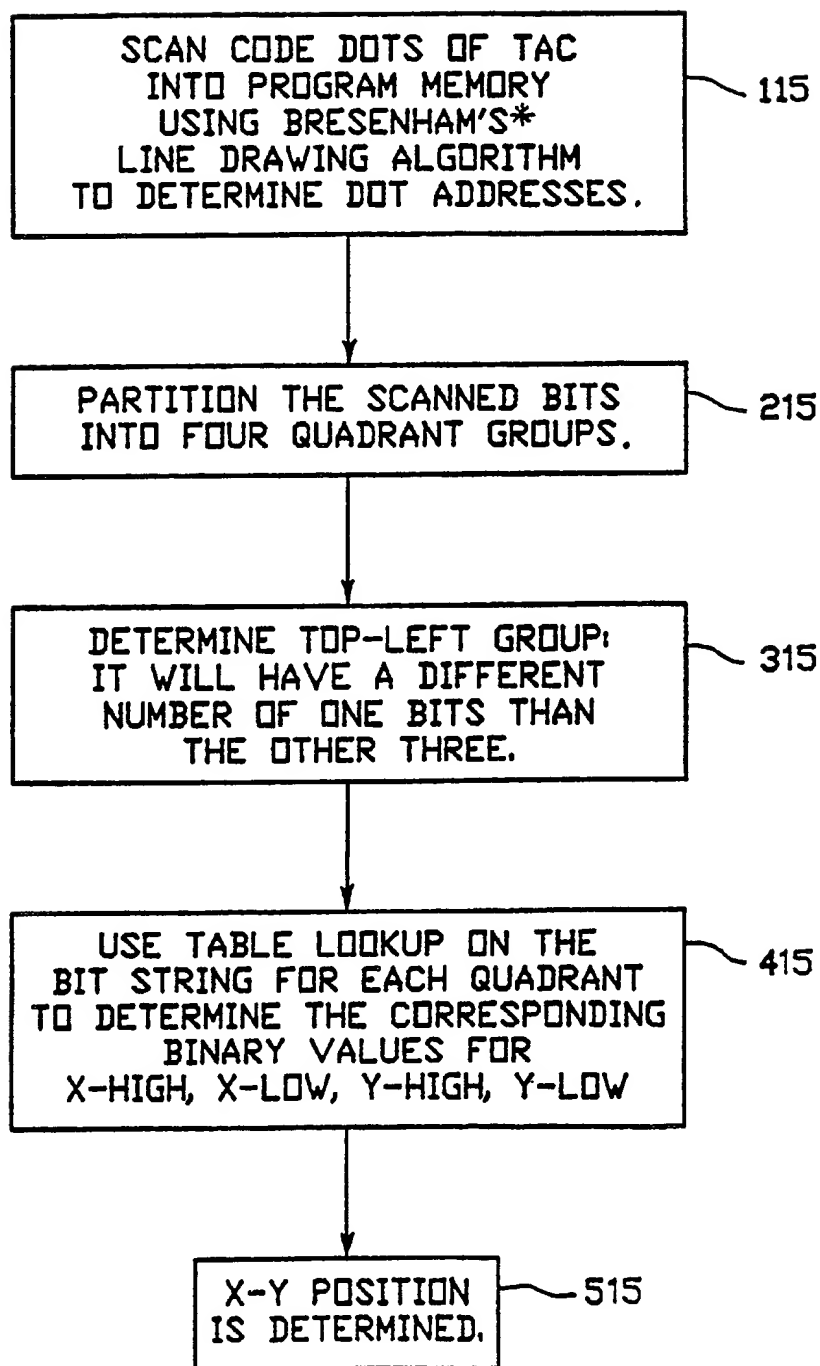 SCAN CODE DOTS OF TAC
INTO PROGRAM MEMORY
USING BRESENHAM'S*
LINE DRAWING ALGORITHM
TO DETERMINE DOT ADDRESSES.
115
PARTITION THE SCANNED BITS
INTO FOUR QUADRANT GROUPS.
215
DETERMINE TOP-LEFT GROUP:
IT WILL HAVE A DIFFERENT
NUMBER OF ONE BITS THAN
THE OTHER THREE.
315
USE TABLE LOOKUP ON THE
BIT STRING FOR EACH QUADRANT
TO DETERMINE THE CORRESPONDING
BINARY VALUES FOR
X-HIGH, X-LOW, Y-HIGH, Y-LOW
415
X-Y POSITION
IS DETERMINED.
515